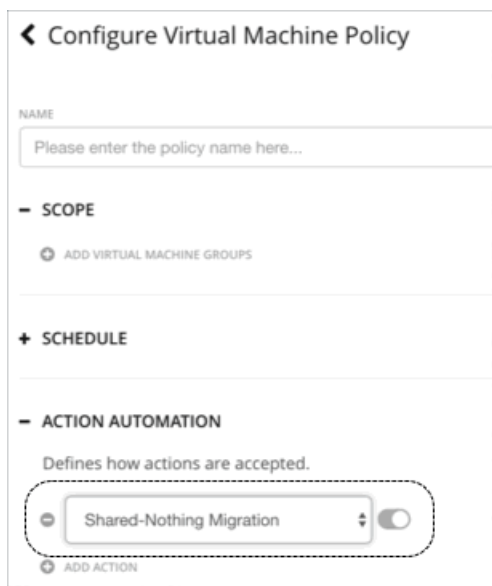 Configure Virtual Machine Policy
NAME
Please enter the policy name here...
SCOPE
ADD VIRTUAL MACHINE GROUPS
SCHEDULE
ACTION AUTOMATION
Defines how actions are accepted.
Shared-Nothing Migration
ADD ACTION